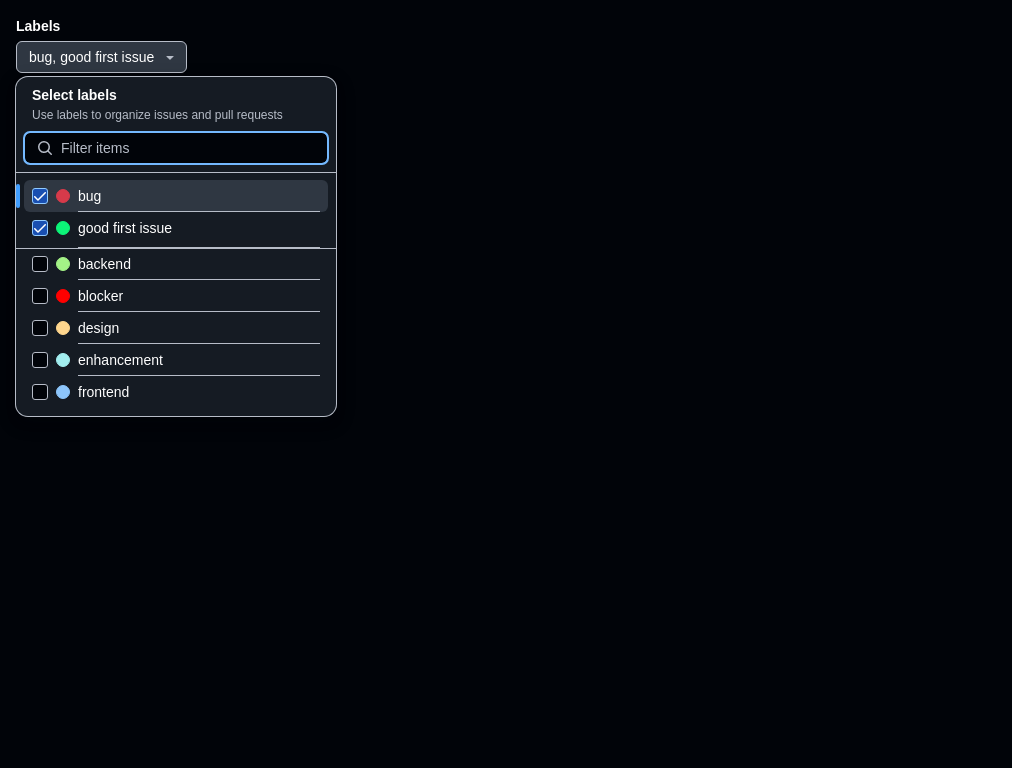 Labels
bug, good first issue
Select labels
Use labels to organize issues and pull requests
Filter items
bug
good first issue
backend
blocker
design
enhancement
frontend